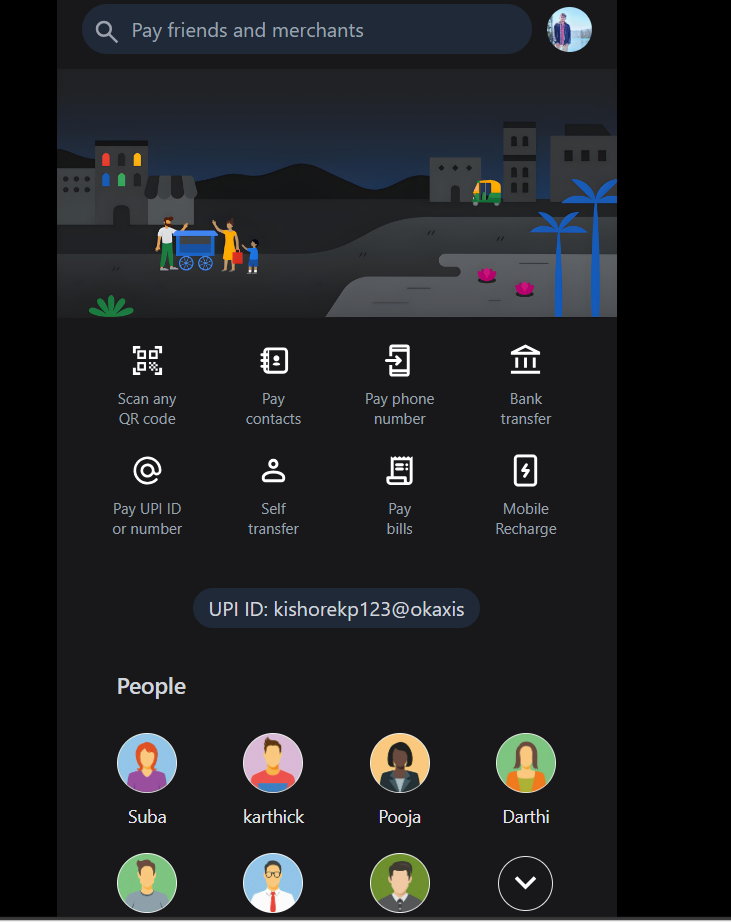 Pay friends and merchants
Scan any
QR code
Pay
contacts
Pay phone
number
Bank
transfer
Pay UPI ID
or number
Self
transfer
Pay
bills
Mobile
Recharge
UPI ID: kishorekp123@okaxis
People
Suba
karthick
Pooja
Darthi